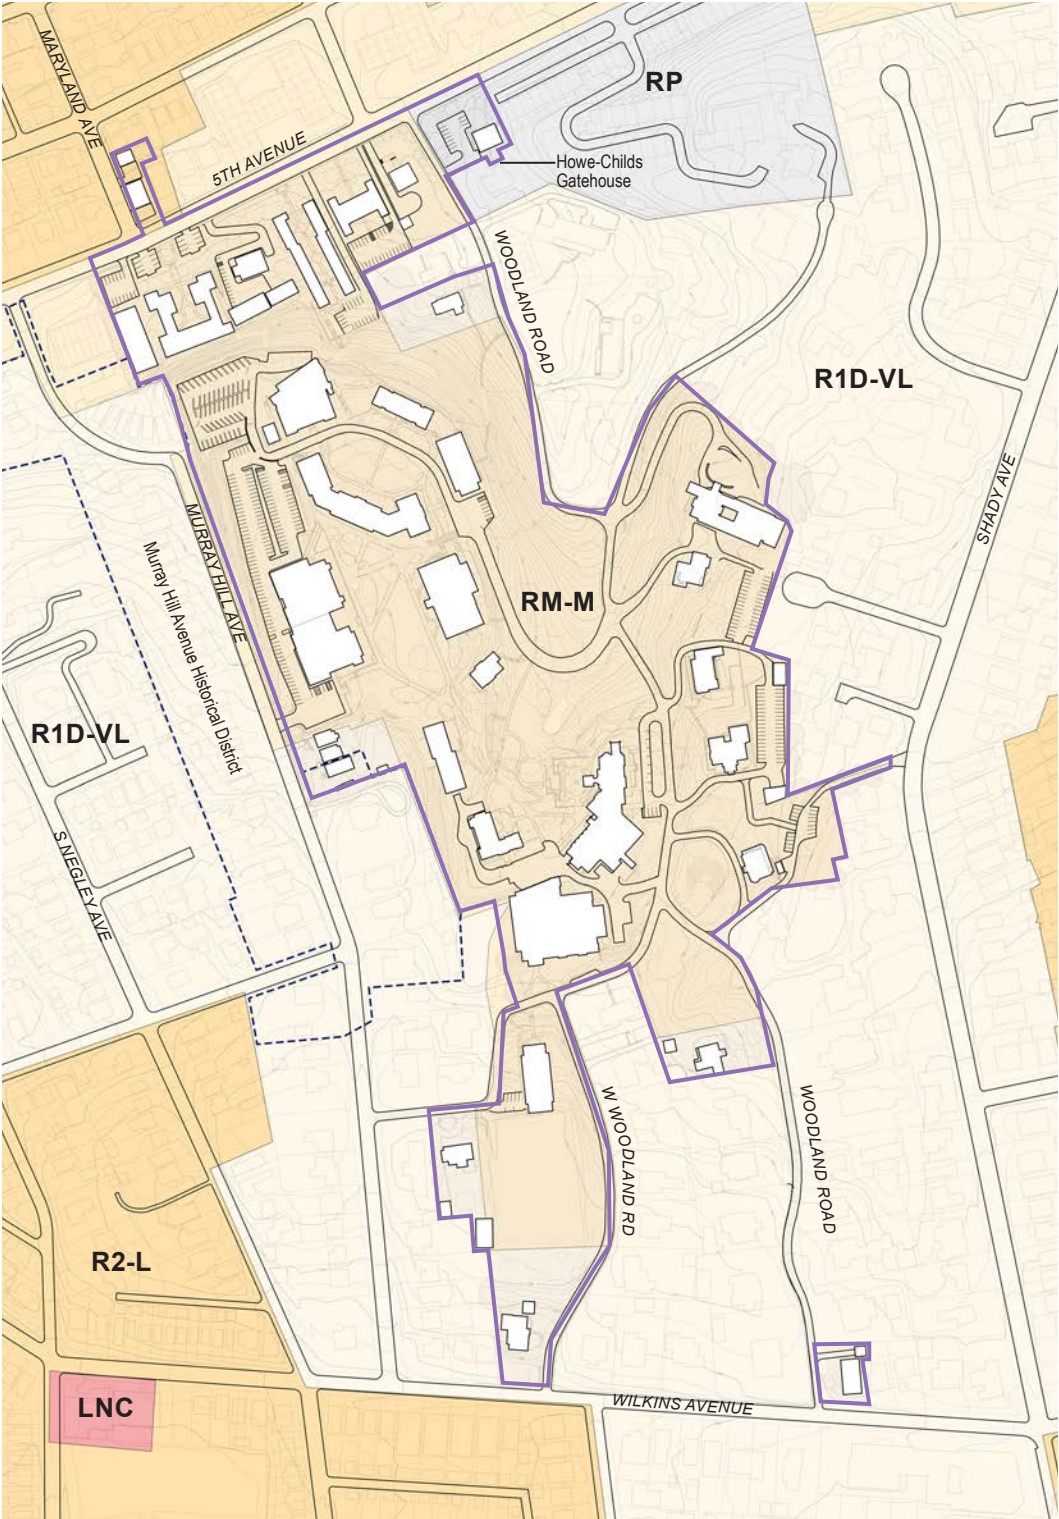 MARYLAND AVE
RP
5TH AVENUE
Howe-Childs
Gatehouse
WOODLAND ROAD
R1D-VL
SHADY AVE
MURRAY HILL AVE
Murray Hill Avenue Historical District
RM-M
R1D-VL
S NEGLEY AVE
W WOODLAND RD
WOODLAND ROAD
R2-L
LNC
WILKINS AVENUE